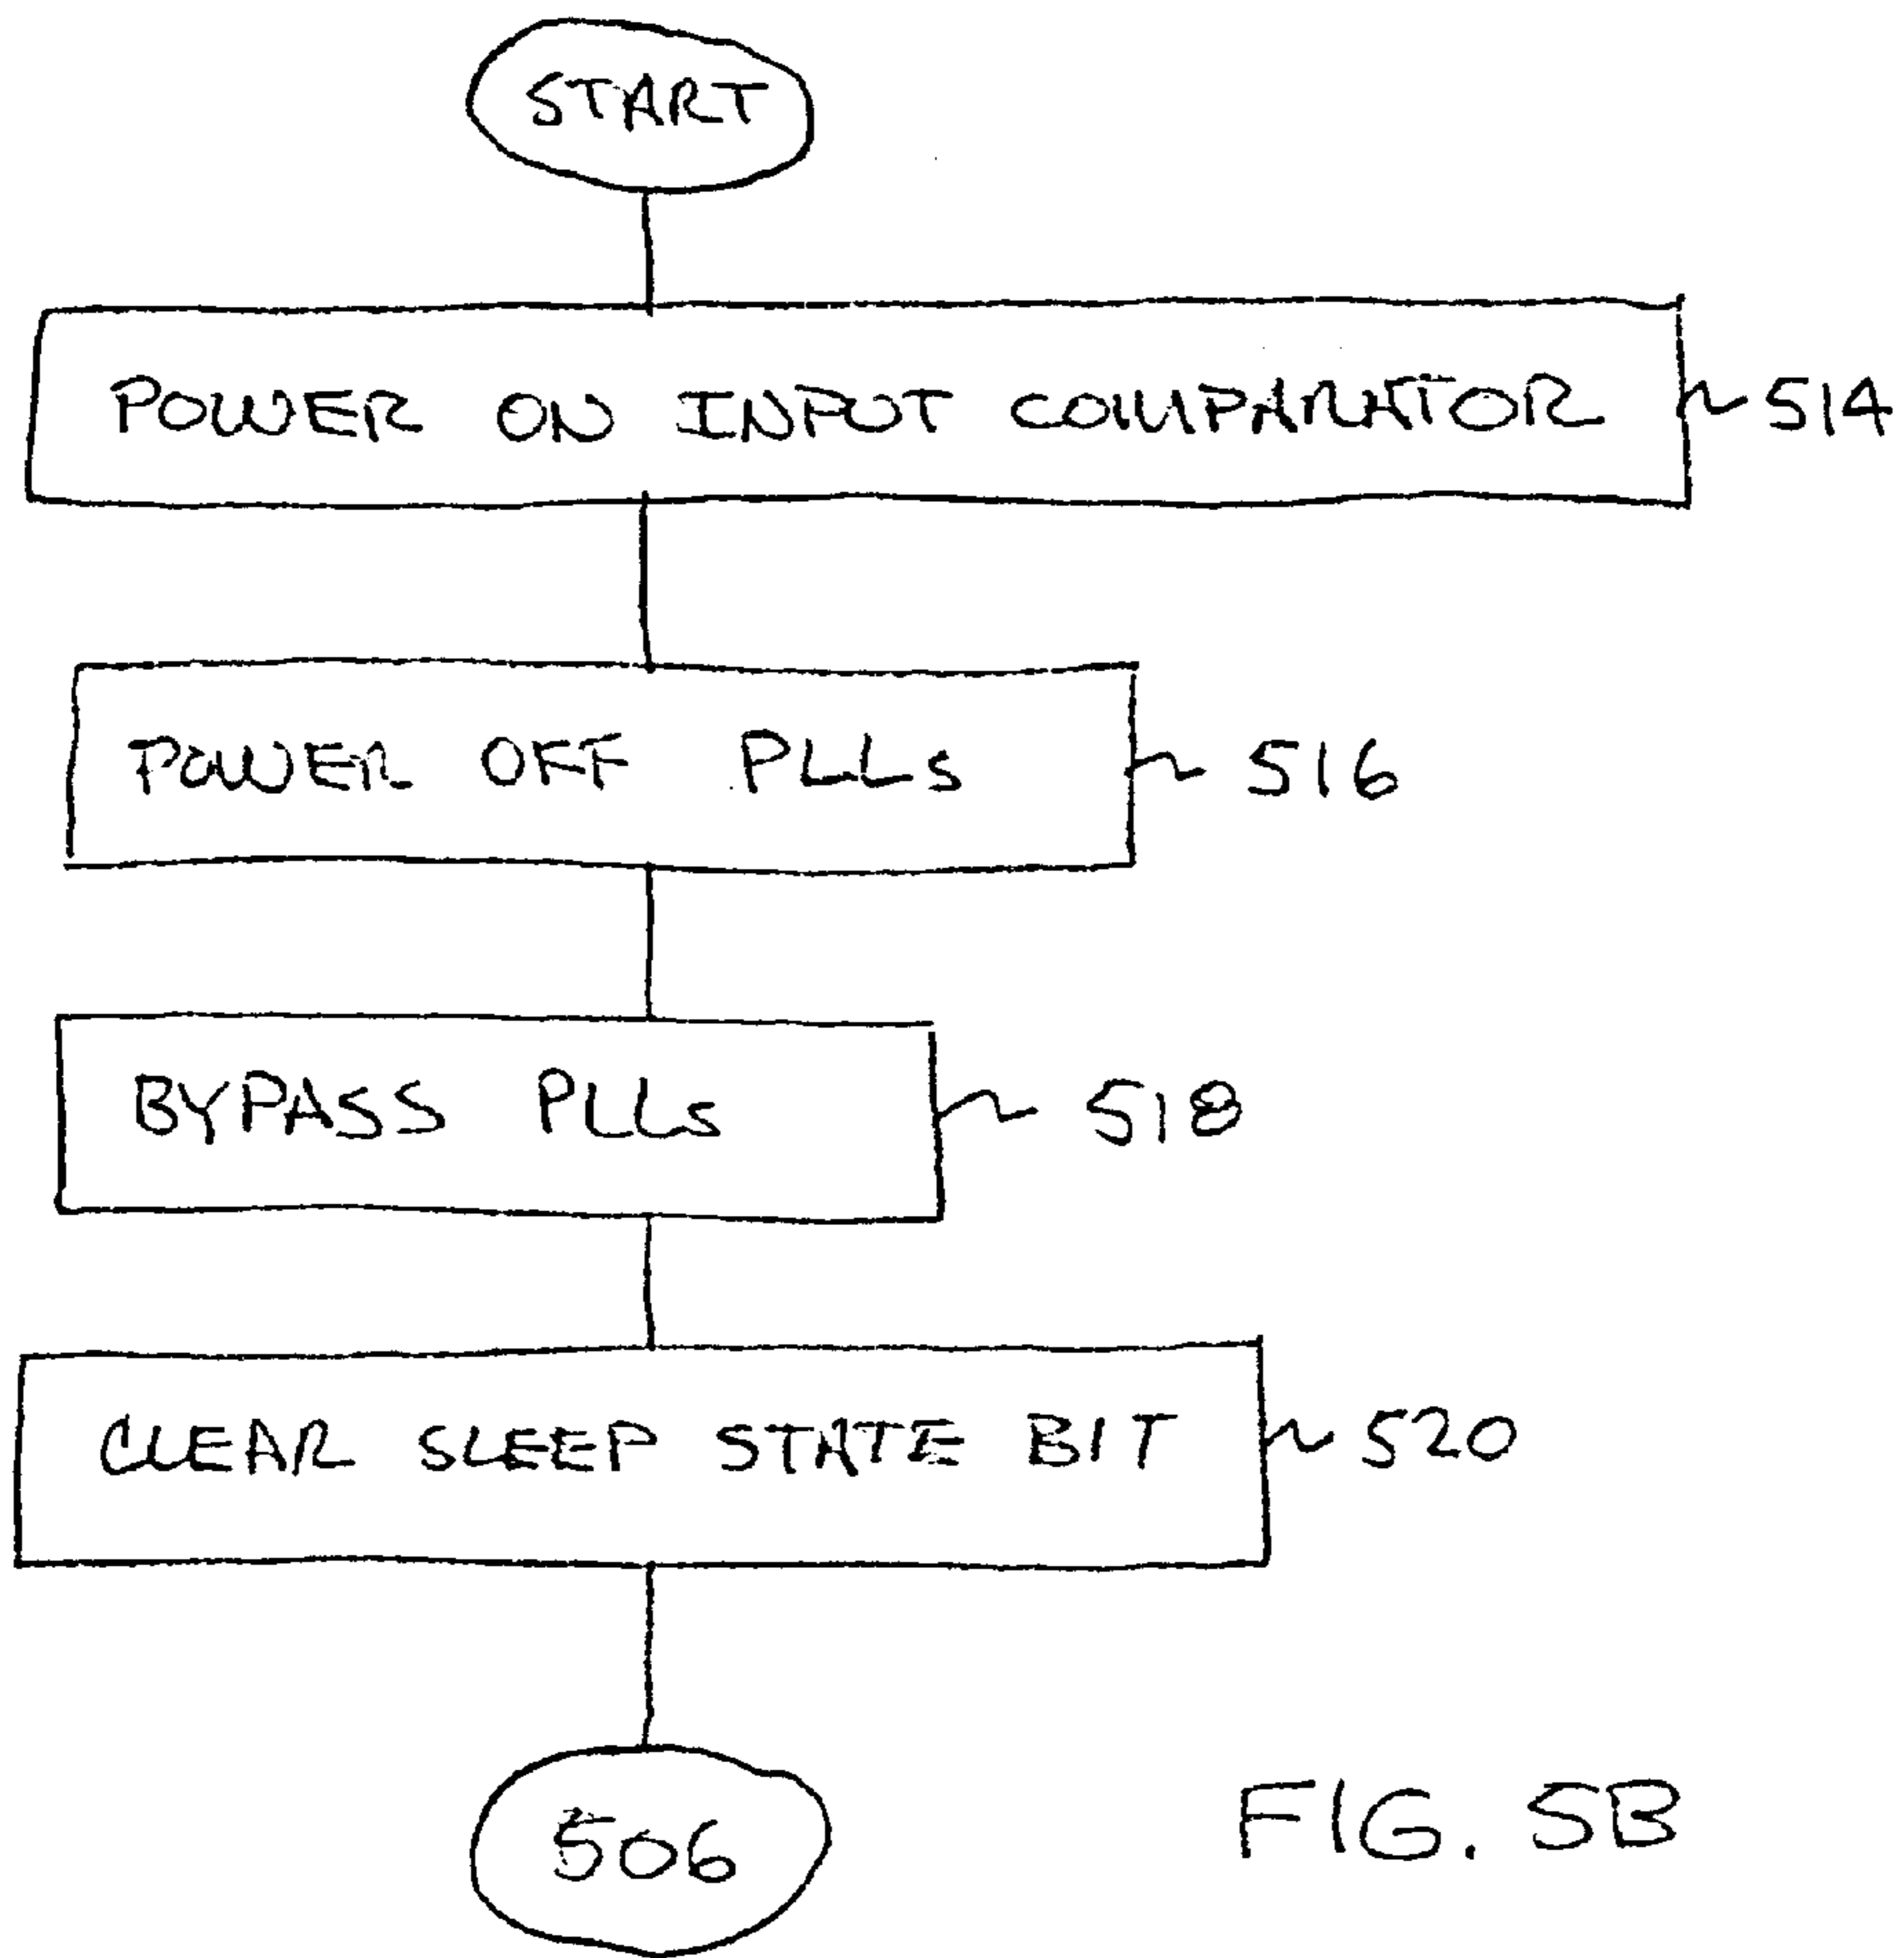 START
POWER ON INPUT COMPARATOR 514
POWER OFF PLLs 516
BYPASS PLLs 518
CLEAR SLEEP STATE BIT 520
506
FIG. 5B